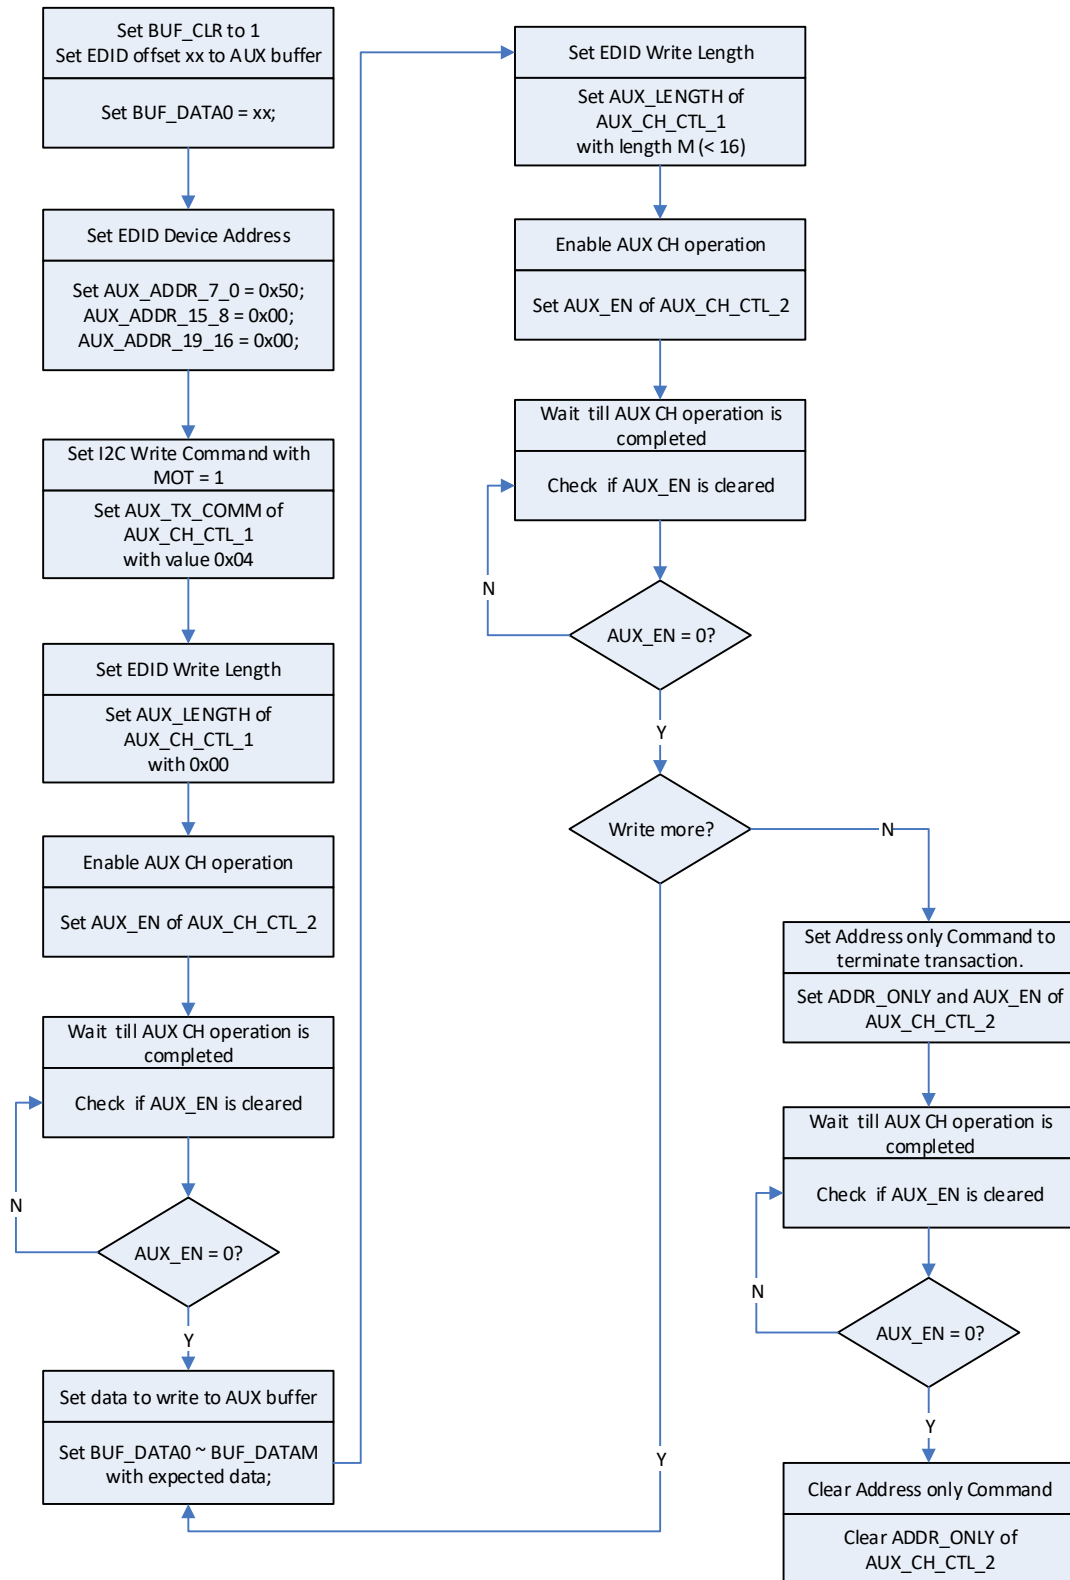 Set BUF_CLR to 1
Set EDID offset xx to AUX buffer
Set BUF_DATA0 = xx;
Set EDID Device Address
Set AUX_ADDR_7_0 = 0x50;
AUX_ADDR_15_8 = 0x00;
AUX_ADDR_19_16 = 0x00;
Set I2C Write Command with
MOT = 1
Set AUX_TX_COMM of
AUX_CH_CTL_1
with value 0x04
Set EDID Write Length
Set AUX_LENGTH of
AUX_CH_CTL_1
with 0x00
Enable AUX CH operation
Set AUX_EN of AUX_CH_CTL_2
Wait till AUX CH operation is
completed
Check if AUX_EN is cleared
N
AUX_EN = 0?
Y
Set data to write to AUX buffer
Set BUF_DATA0 ~ BUF_DATAM
with expected data;
Set EDID Write Length
Set AUX_LENGTH of
AUX_CH_CTL_1
with length M (< 16)
Enable AUX CH operation
Set AUX_EN of AUX_CH_CTL_2
Wait till AUX CH operation is
completed
Check if AUX_EN is cleared
N
AUX_EN = 0?
Y
Write more?
N
Y
Set Address only Command to
terminate transaction.
Set ADDR_ONLY and AUX_EN of
AUX_CH_CTL_2
Wait till AUX CH operation is
completed
Check if AUX_EN is cleared
N
AUX_EN = 0?
Y
Clear Address only Command
Clear ADDR_ONLY of
AUX_CH_CTL_2